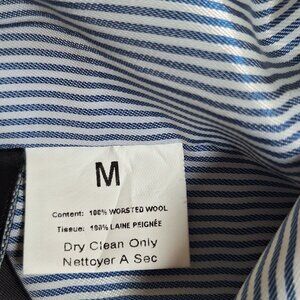 M
Content: 100% WORSTED WOOL
Tissue: 100% LAINE PEIGNÉE
Dry Clean Only
Nettoyer A Sec